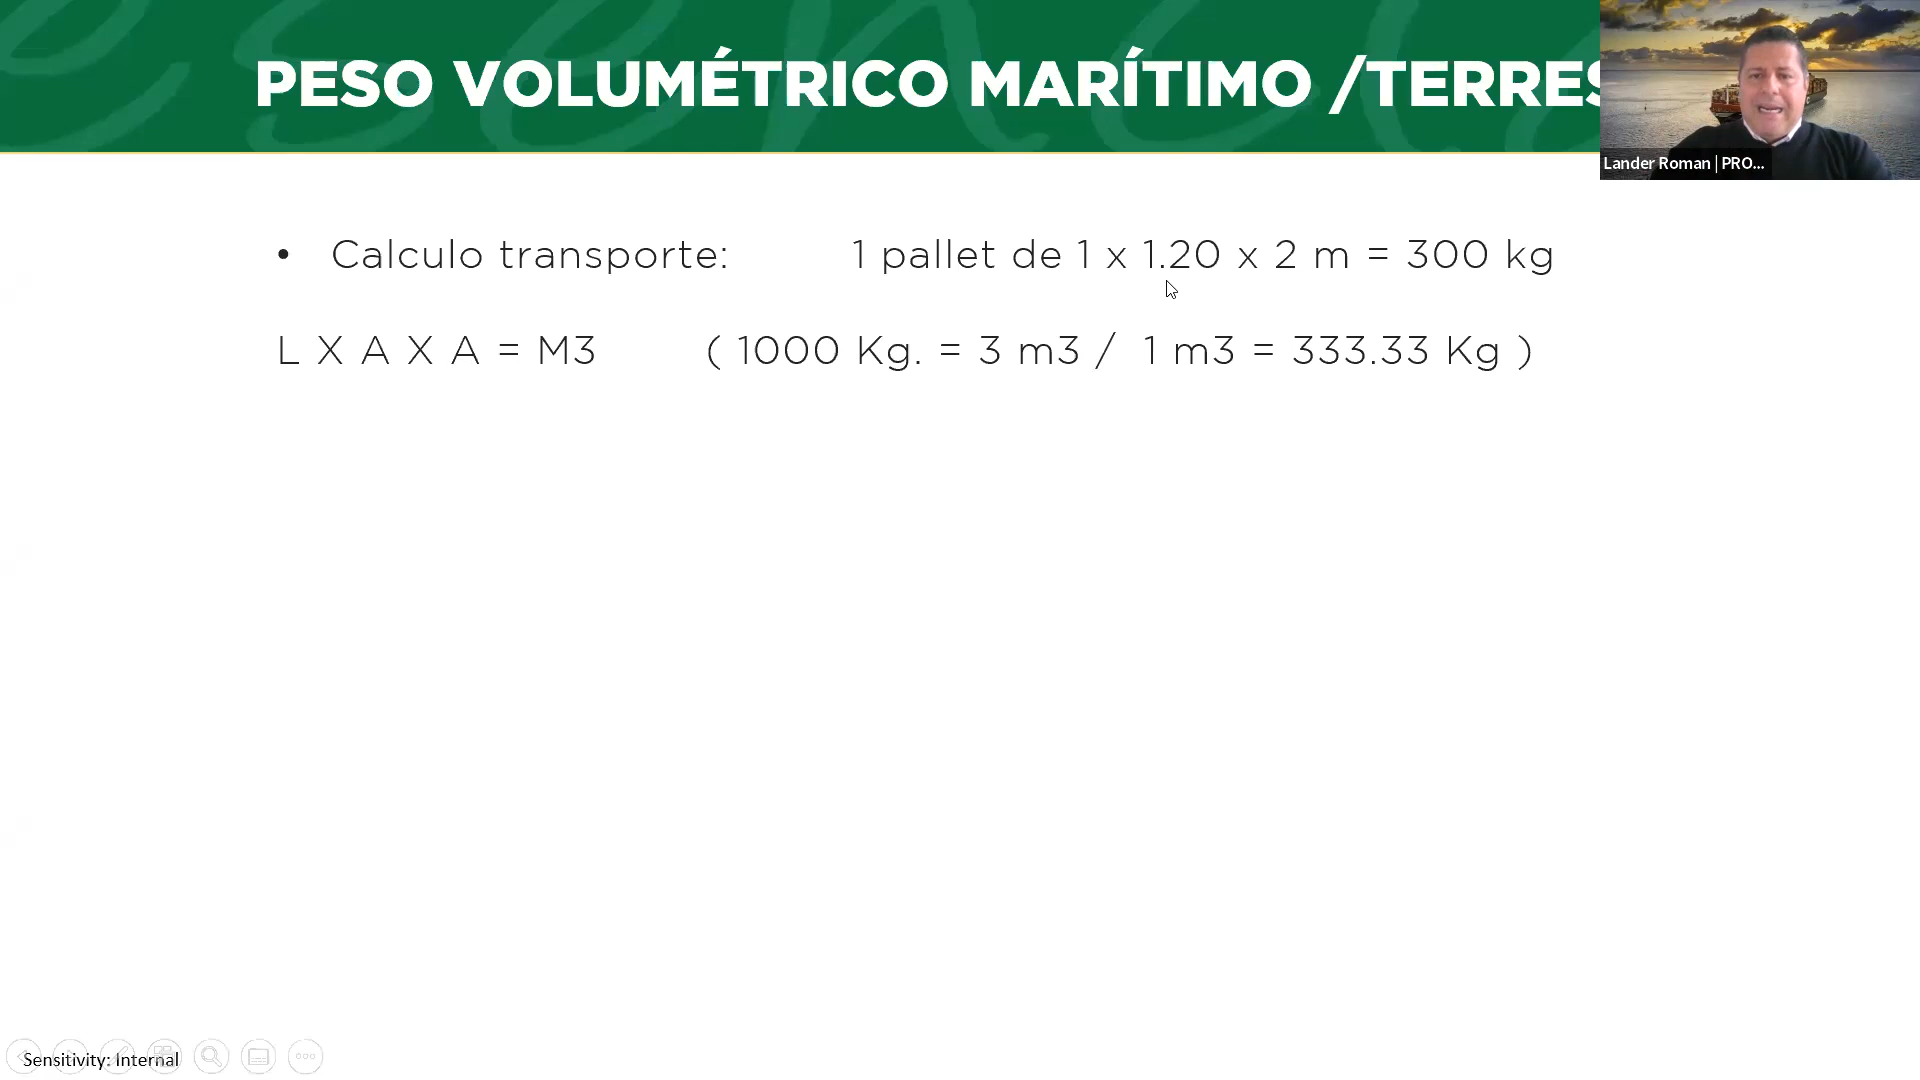 PESO VOLUMÉTRICO MARÍTIMO /TERRES
Lander Roman | PRO...
• Calculo transporte: 1 pallet de 1 x 1.20 x 2 m = 300 kg
L X A X A = M3 ( 1000 Kg. = 3 m3 / 1 m3 = 333.33 Kg )
Sensitivity: Internal